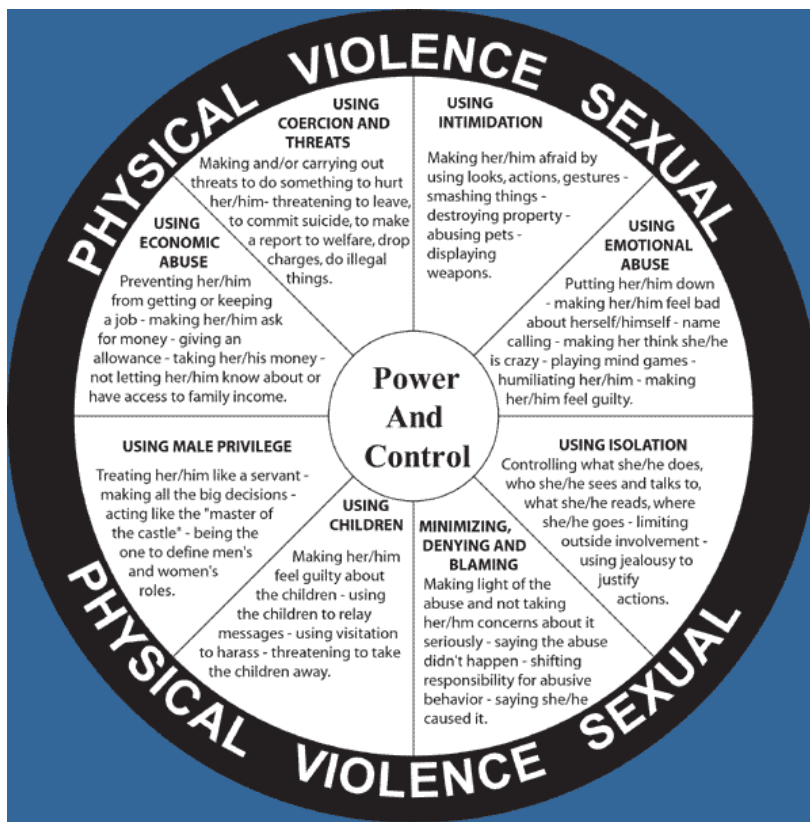 PHYSICAL VIOLENCE SEXUAL
USING
COERCION AND
THREATS
Making and/or carrying out
threats to do something to hurt
her/him- threatening to leave,
to commit suicide, to make
a report to welfare, drop
charges, do illegal
things.
USING
INTIMIDATION
Making her/him afraid by
using looks, actions, gestures -
smashing things -
destroying property -
abusing pets -
displaying
weapons.
USING
ECONOMIC
ABUSE
Preventing her/him
from getting or keeping
a job - making her/him ask
for money - giving an
allowance - taking her/his money -
not letting her/him know about or
have access to family income.
USING
EMOTIONAL
ABUSE
Putting her/him down
- making her/him feel bad
about herself/himself - name
calling - making her think she/he
is crazy - playing mind games -
humiliating her/him - making
her/him feel guilty.
Power
And
Control
USING MALE PRIVILEGE
Treating her/him like a servant -
making all the big decisions -
acting like the "master of
the castle" - being the
one to define men's
and women's
roles.
USING ISOLATION
Controlling what she/he does,
who she/he sees and talks to,
what she/he reads, where
she/he goes - limiting
outside involvement -
using jealousy to
justify
actions.
USING
CHILDREN
Making her/him
feel guilty about
the children - using
the children to relay
messages - using visitation
to harass - threatening to take
the children away.
MINIMIZING,
DENYING AND
BLAMING
Making light of the
abuse and not taking
her/hm concerns about it
seriously - saying the abuse
didn't happen - shifting
responsibility for abusive
behavior - saying she/he
caused it.
PHYSICAL VIOLENCE SEXUAL